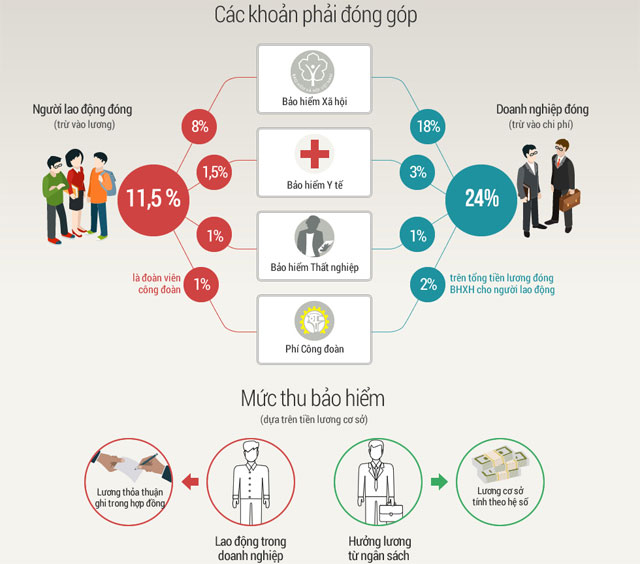 Các khoản phải đóng góp
Người lao động đóng
(trừ vào lương)
Doanh nghiệp đóng
(trừ vào chi phí)
Bảo hiểm Xã hội
8%
18%
Bảo hiểm Y tế
1,5%
3%
11,5 %
24%
Bảo hiểm Thất nghiệp
1%
1%
là đoàn viên
công đoàn
1%
2%
trên tổng tiền lương đóng
BHXH cho người lao động
Phí Công đoàn
Mức thu bảo hiểm
(dựa trên tiền lương cơ sở)
Lương thỏa thuận
ghi trong hợp đồng
Lương cơ sở
tính theo hệ số
Lao động trong
doanh nghiệp
Hưởng lương
từ ngân sách